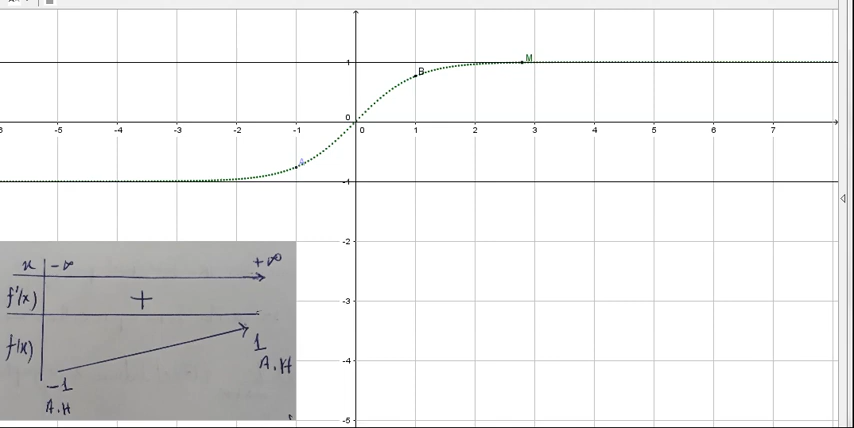 1
M
B
0
-5 -4 -3 -2 -1 0 1 2 3 4 5 6 7
A
-1
-2
-3
-4
-5
x -∞ +∞
f'(x) +
f(x) 1
A.H
-1
A.H